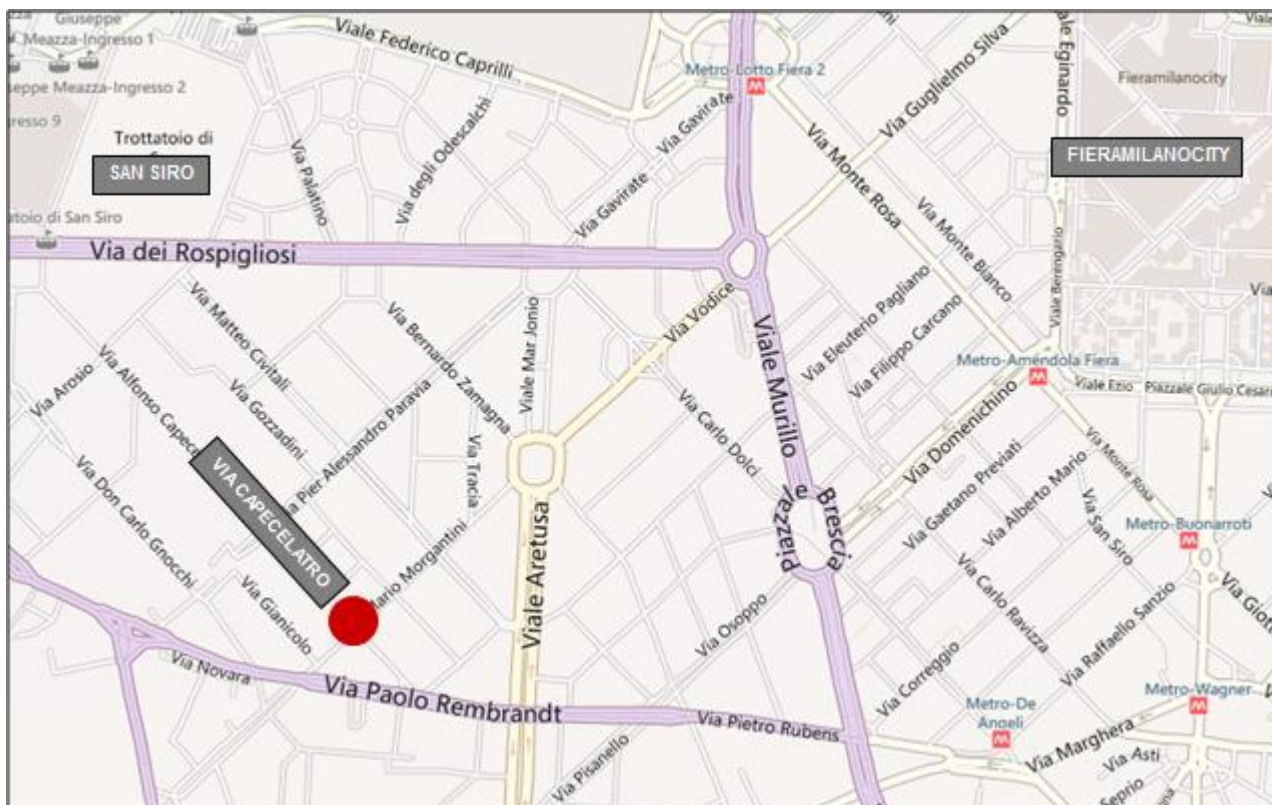 Giuseppe
Meazza-Ingresso 1
seppe Meazza-Ingresso 2
gresso 9
Trottatoio di
SAN SIRO
atoio di San Siro
Viale Federico Caprilli
Metro-Lotto Fiera 2
Via Guglielmo Silva
Viale Eginardo
Fieramilanocity
FIERAMILANOCITY
Via Palatino
Via degli Odescalchi
Via Gavirate
Via Gavirate
Via Monte Rosa
Via Monte Bianco
Viale Berengario
Via dei Rospigliosi
Via Matteo Civitali
Via Bernardo Zamagna
Viale Mar Jonio
Via Vodice
Viale Murillo
Via Eleuterio Pagliano
Via Filippo Carcano
Metro-Amendola Fiera
Viale Ezio
Piazzale Giulio Cesare
Via Arosio
Via Alfonso Capece
Via Gozzadini
a Pier Alessandro Paravia
Via Tracia
Via Carlo Dolci
Via Domenichino
Via Monte Rosa
VIA CAPECELATRO
Via Don Carlo Gnocchi
Mario Morgantini
Viale Aretusa
Piazzale Brescia
Via Gaetano Previati
Via Alberto Mario
Via San Siro
Metro-Buonarroti
Via Giott
Via Gianicolo
Via Osoppo
Via Carlo Ravizza
Via Raffaello Sanzio
Via Novara
Via Paolo Rembrandt
Via Pietro Rubens
Via Correggio
Metro-De
Angeli
Metro-Wagner
Via Marghera
Via Pisanello
Via Asti
Seprio